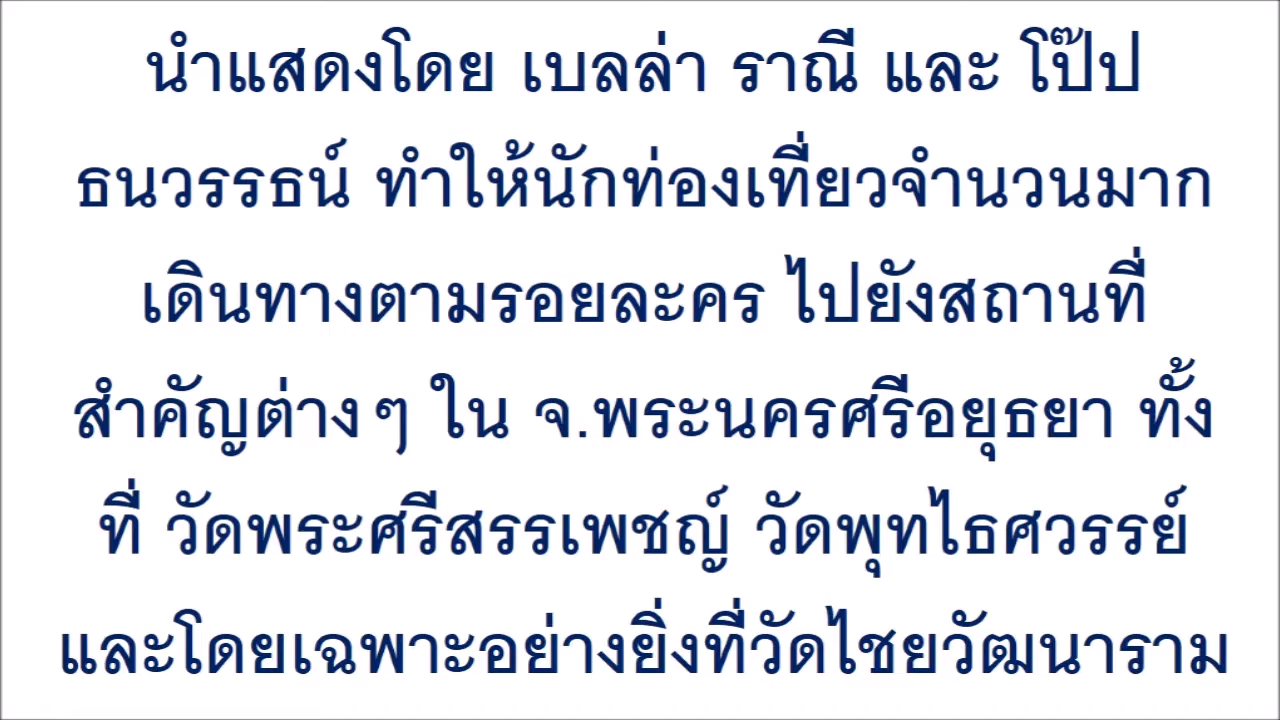 นำแสดงโดย เบลล่า ราณี และ โป๊ป
ธนวรรธน์ ทำให้นักท่องเที่ยวจำนวนมาก
เดินทางตามรอยละคร ไปยังสถานที่
สำคัญต่างๆ ใน จ.พระนครศรีอยุธยา ทั้ง
ที่ วัดพระศรีสรรเพชญ์ วัดพุทไธศวรรย์
และโดยเฉพาะอย่างยิ่งที่วัดไชยวัฒนาราม